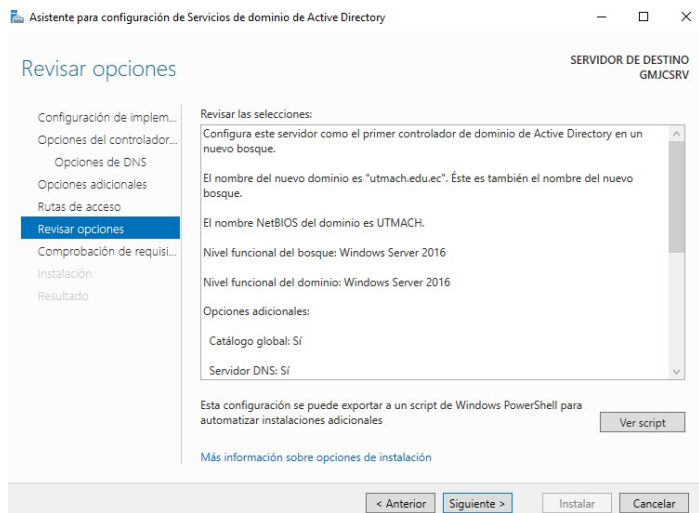 Asistente para configuración de Servicios de dominio de Active Directory
Revisar opciones
SERVIDOR DE DESTINO
GMJCSRV
Configuración de implem...
Opciones del controlador...
Opciones de DNS
Opciones adicionales
Rutas de acceso
Revisar opciones
Comprobación de requisi...
Instalación
Resultado
Revisar las selecciones:
Configura este servidor como el primer controlador de dominio de Active Directory en un
nuevo bosque.
El nombre del nuevo dominio es "utmach.edu.ec". Éste es también el nombre del nuevo
bosque.
El nombre NetBIOS del dominio es UTMACH.
Nivel funcional del bosque: Windows Server 2016
Nivel funcional del dominio: Windows Server 2016
Opciones adicionales:
Catálogo global: Sí
Servidor DNS: Sí
Esta configuración se puede exportar a un script de Windows PowerShell para
automatizar instalaciones adicionales
Ver script
Más información sobre opciones de instalación
< Anterior
Siguiente >
Instalar
Cancelar